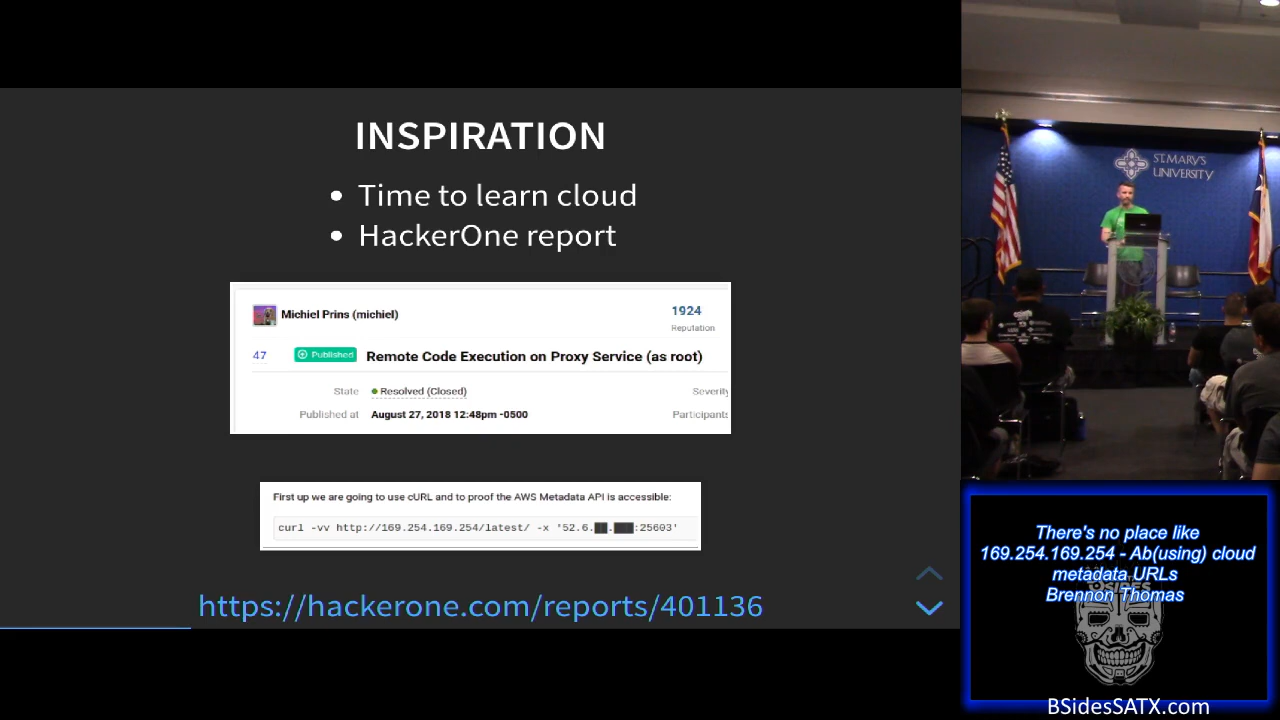 INSPIRATION
• Time to learn cloud
• HackerOne report
Michiel Prins (michiel)
1924
Reputation
47 Published Remote Code Execution on Proxy Service (as root)
State Resolved (Closed) Severity
Published at August 27, 2018 12:48pm -0500 Participants
First up we are going to use cURL and to proof the AWS Metadata API is accessible:
curl -vv http://169.254.169.254/latest/ -x '52.6.██.███:25603'
https://hackerone.com/reports/401136
ST. MARY'S
UNIVERSITY
There's no place like
169.254.169.254 - Ab(using) cloud
metadata URLs
Brennon Thomas
BSIDES
BSidesSATX.com